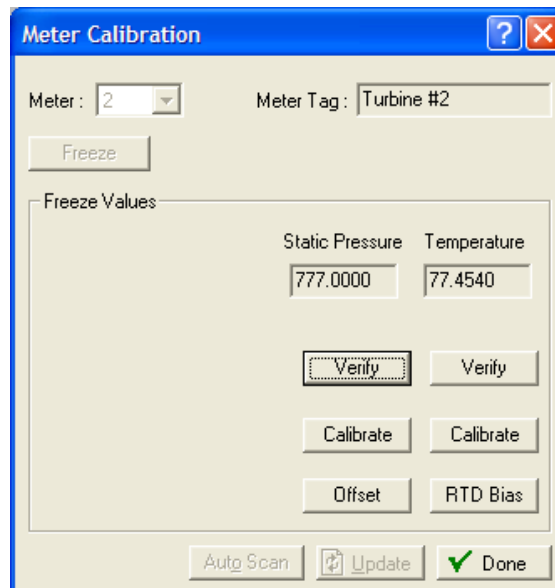 Meter Calibration
Meter : 2 Meter Tag : Turbine #2
Freeze
Freeze Values
Static Pressure Temperature
777.0000 77.4540
Verify Verify
Calibrate Calibrate
Offset RTD Bias
Auto Scan Update Done